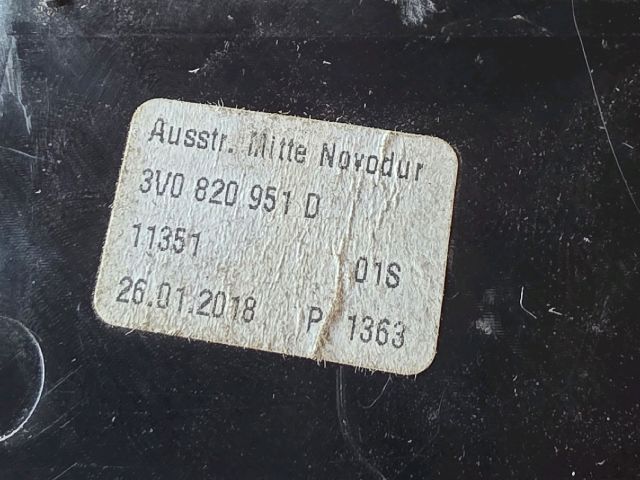 Ausstr. Mitte Novodur
3V0 820 951 D
11351
01S
26.01.2018 P 1363